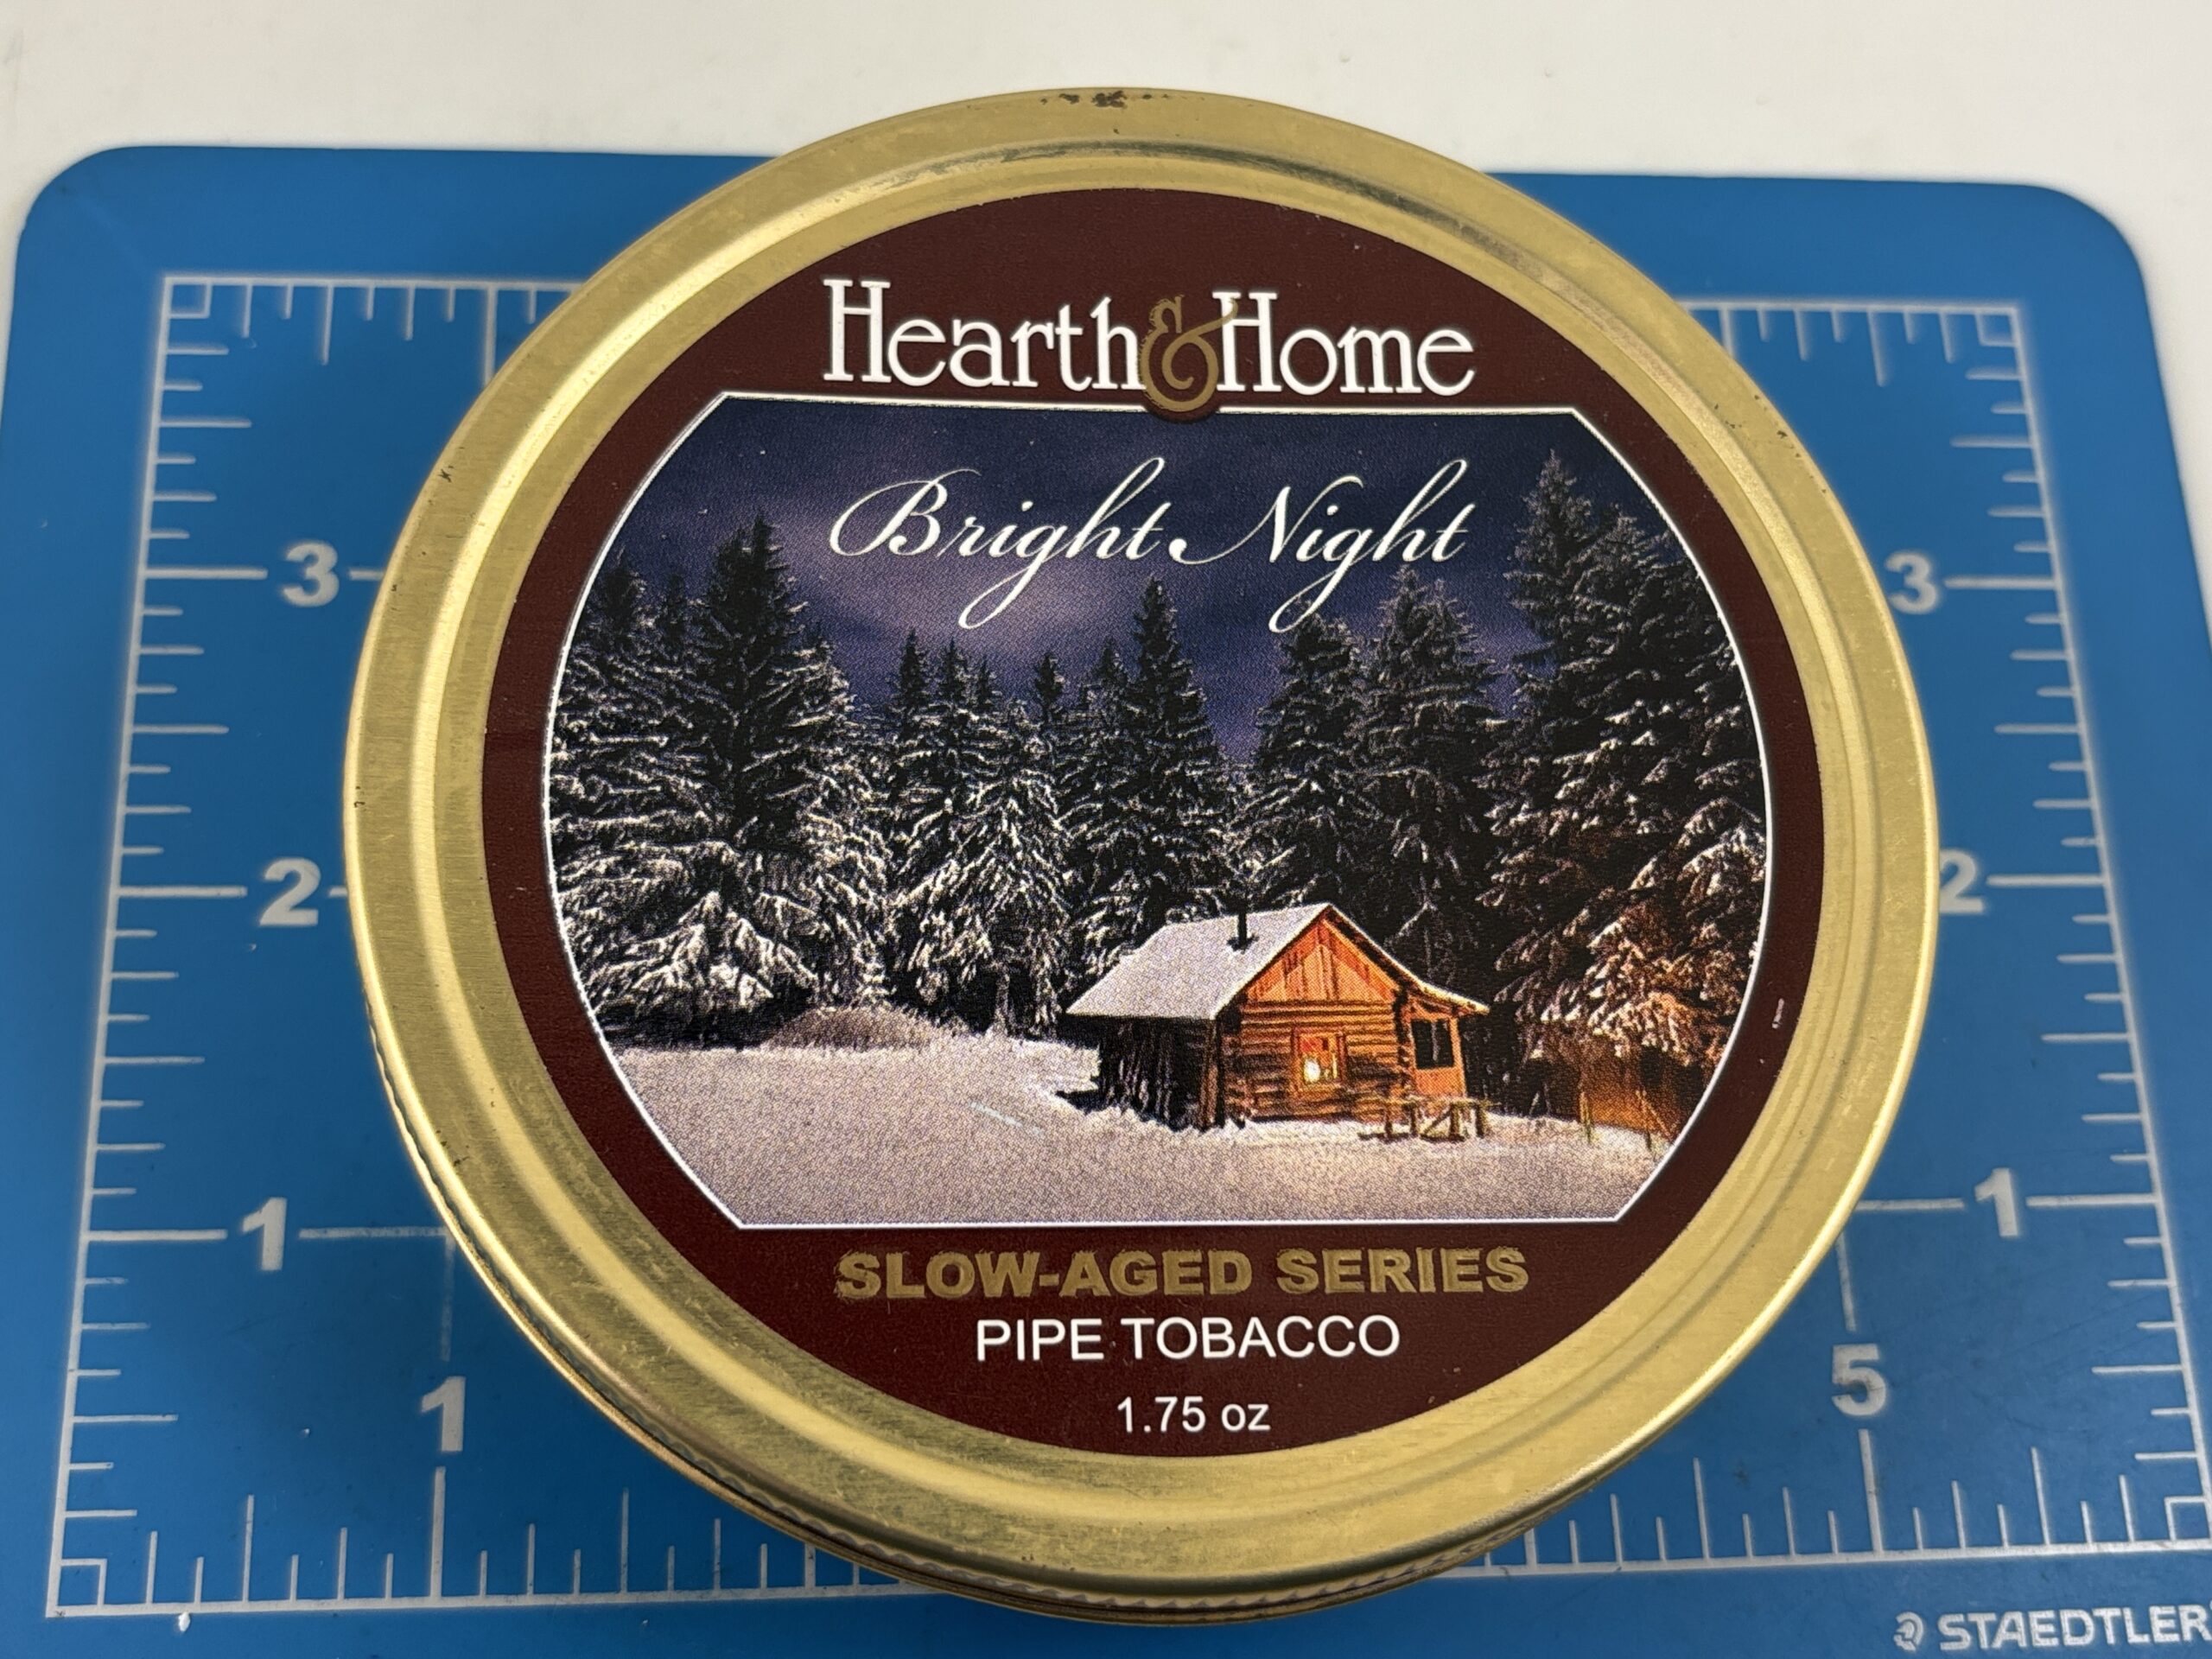 Hearth & Home
Bright Night
3
3
2
2
SLOW-AGED SERIES
PIPE TOBACCO
1.75 oz
1
1
1
5
STAEDTLER